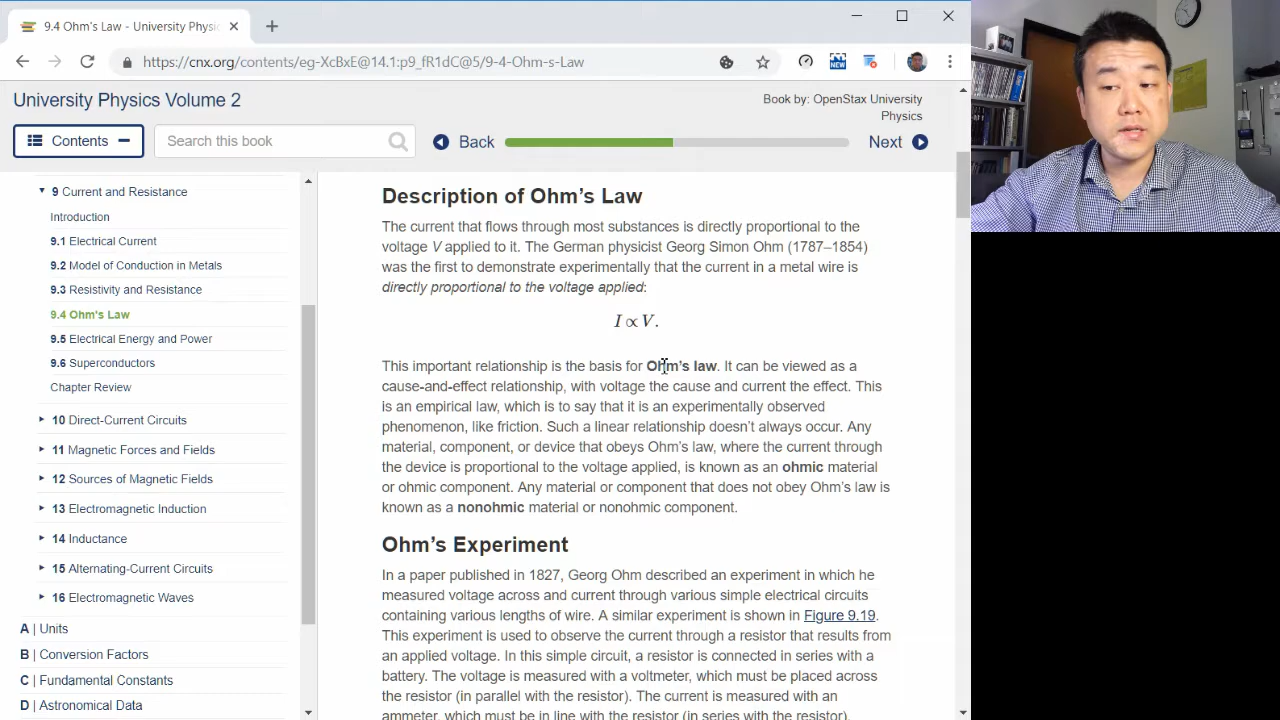 9.4 Ohm's Law - University Physi
https://cnx.org/contents/eg-XcBxE@14.1:p9_fR1dC@5/9-4-Ohm-s-Law
NEW
University Physics Volume 2
Book by: OpenStax University
Physics
Contents
Search this book
Back
Next
9 Current and Resistance
Introduction
9.1 Electrical Current
9.2 Model of Conduction in Metals
9.3 Resistivity and Resistance
9.4 Ohm's Law
9.5 Electrical Energy and Power
9.6 Superconductors
Chapter Review
10 Direct-Current Circuits
11 Magnetic Forces and Fields
12 Sources of Magnetic Fields
13 Electromagnetic Induction
14 Inductance
15 Alternating-Current Circuits
16 Electromagnetic Waves
A | Units
B | Conversion Factors
C | Fundamental Constants
D | Astronomical Data
Description of Ohm's Law
The current that flows through most substances is directly proportional to the
voltage V applied to it. The German physicist Georg Simon Ohm (1787–1854)
was the first to demonstrate experimentally that the current in a metal wire is
directly proportional to the voltage applied:
I ∝ V.
This important relationship is the basis for Ohm's law. It can be viewed as a
cause-and-effect relationship, with voltage the cause and current the effect. This
is an empirical law, which is to say that it is an experimentally observed
phenomenon, like friction. Such a linear relationship doesn't always occur. Any
material, component, or device that obeys Ohm's law, where the current through
the device is proportional to the voltage applied, is known as an ohmic material
or ohmic component. Any material or component that does not obey Ohm's law is
known as a nonohmic material or nonohmic component.
Ohm's Experiment
In a paper published in 1827, Georg Ohm described an experiment in which he
measured voltage across and current through various simple electrical circuits
containing various lengths of wire. A similar experiment is shown in Figure 9.19.
This experiment is used to observe the current through a resistor that results from
an applied voltage. In this simple circuit, a resistor is connected in series with a
battery. The voltage is measured with a voltmeter, which must be placed across
the resistor (in parallel with the resistor). The current is measured with an
ammeter, which must be in line with the resistor (in series with the resistor).